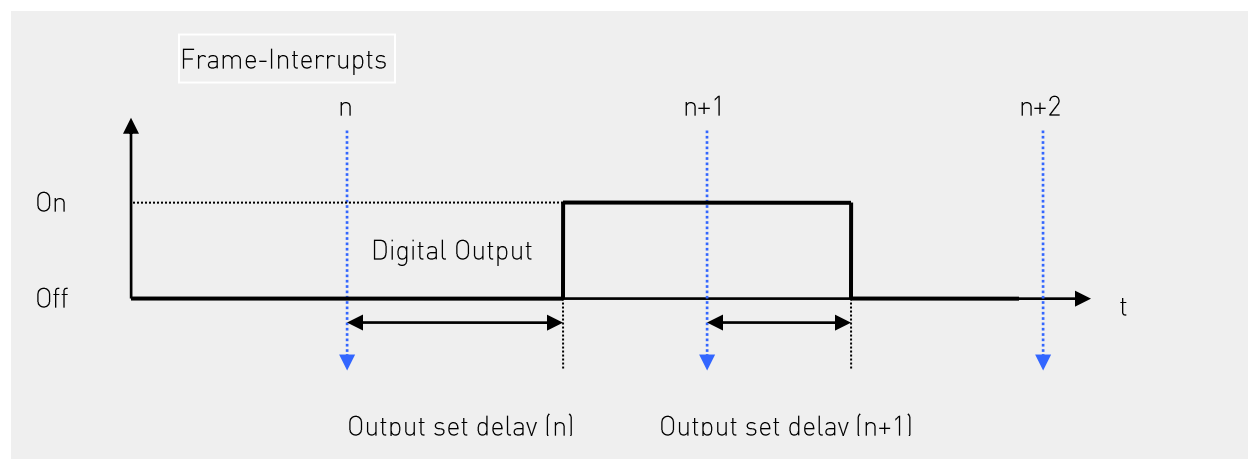 Frame-Interrupts
n n+1 n+2
On
Digital Output
Off
t
Output set delay (n) Output set delay (n+1)